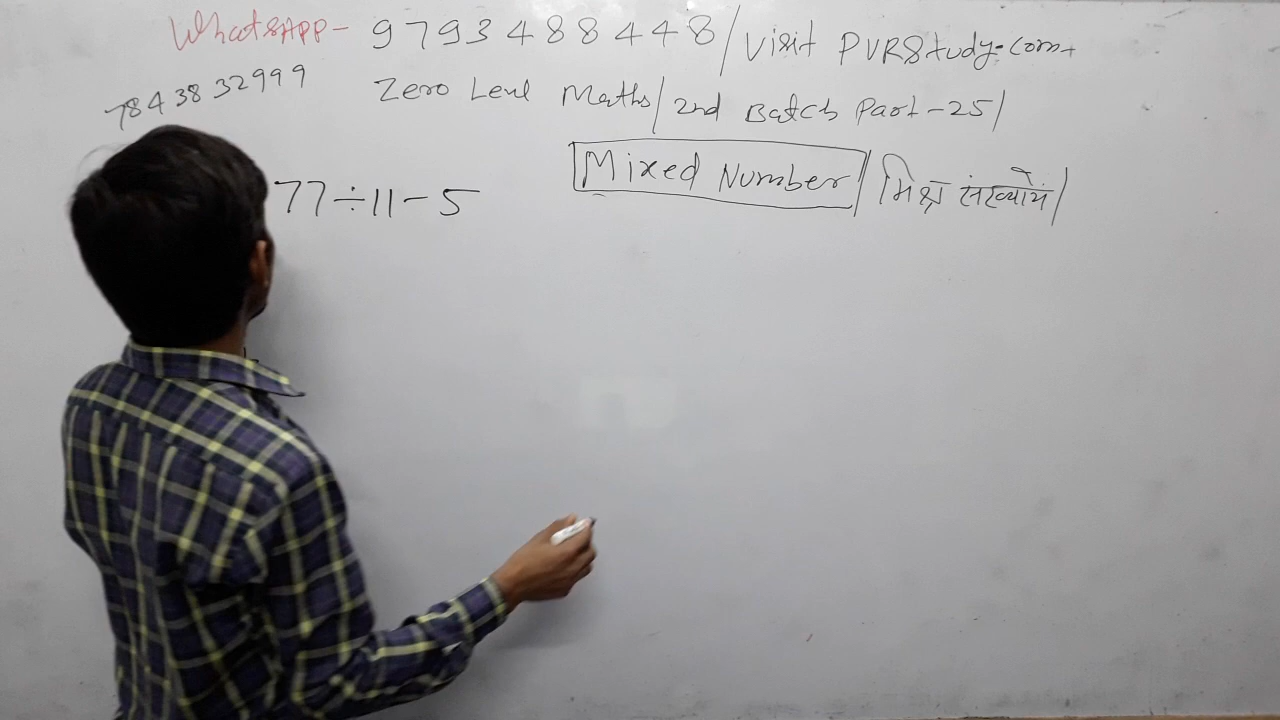 WhatsApp- 9793488448/ Visit PVRStudy.com
7843832999
Zero Level Maths/ 2nd Batch Part-25/
Mixed Number/ मिश्र संख्यायें/
77÷11-5